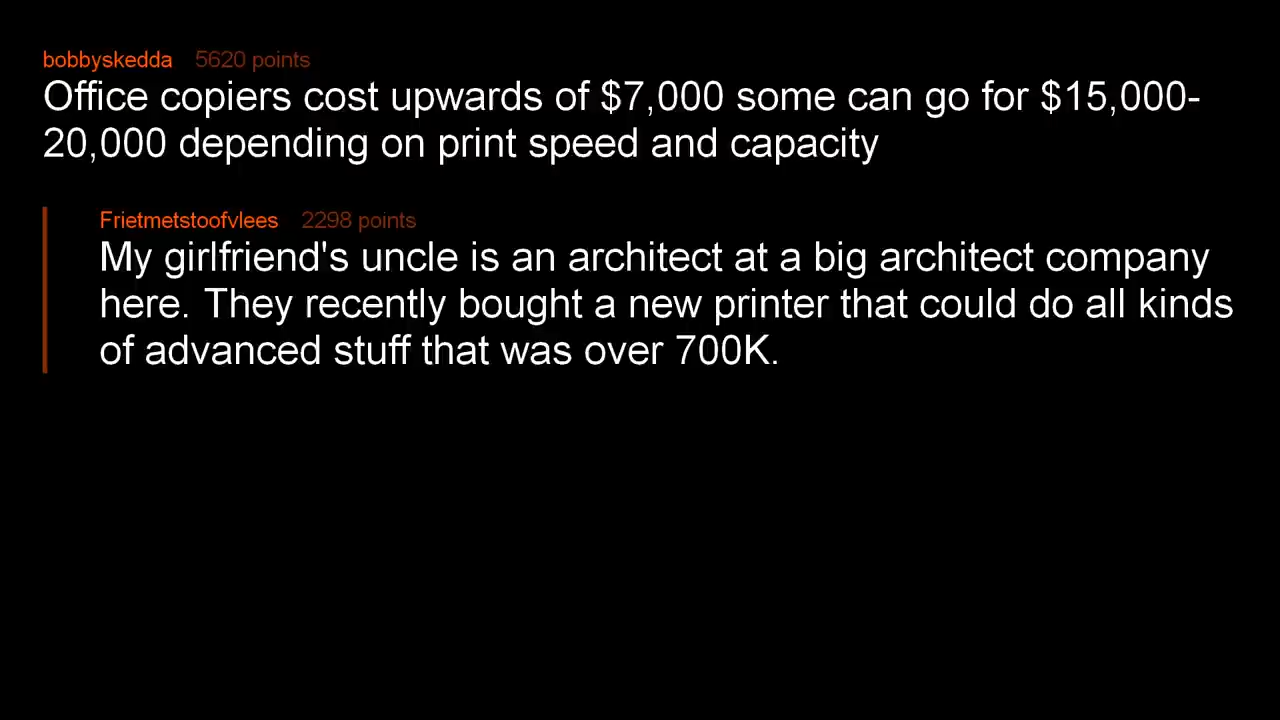 bobbyskedda 5620 points
Office copiers cost upwards of $7,000 some can go for $15,000-
20,000 depending on print speed and capacity
Frietmetstoofvlees 2298 points
My girlfriend's uncle is an architect at a big architect company
here. They recently bought a new printer that could do all kinds
of advanced stuff that was over 700K.